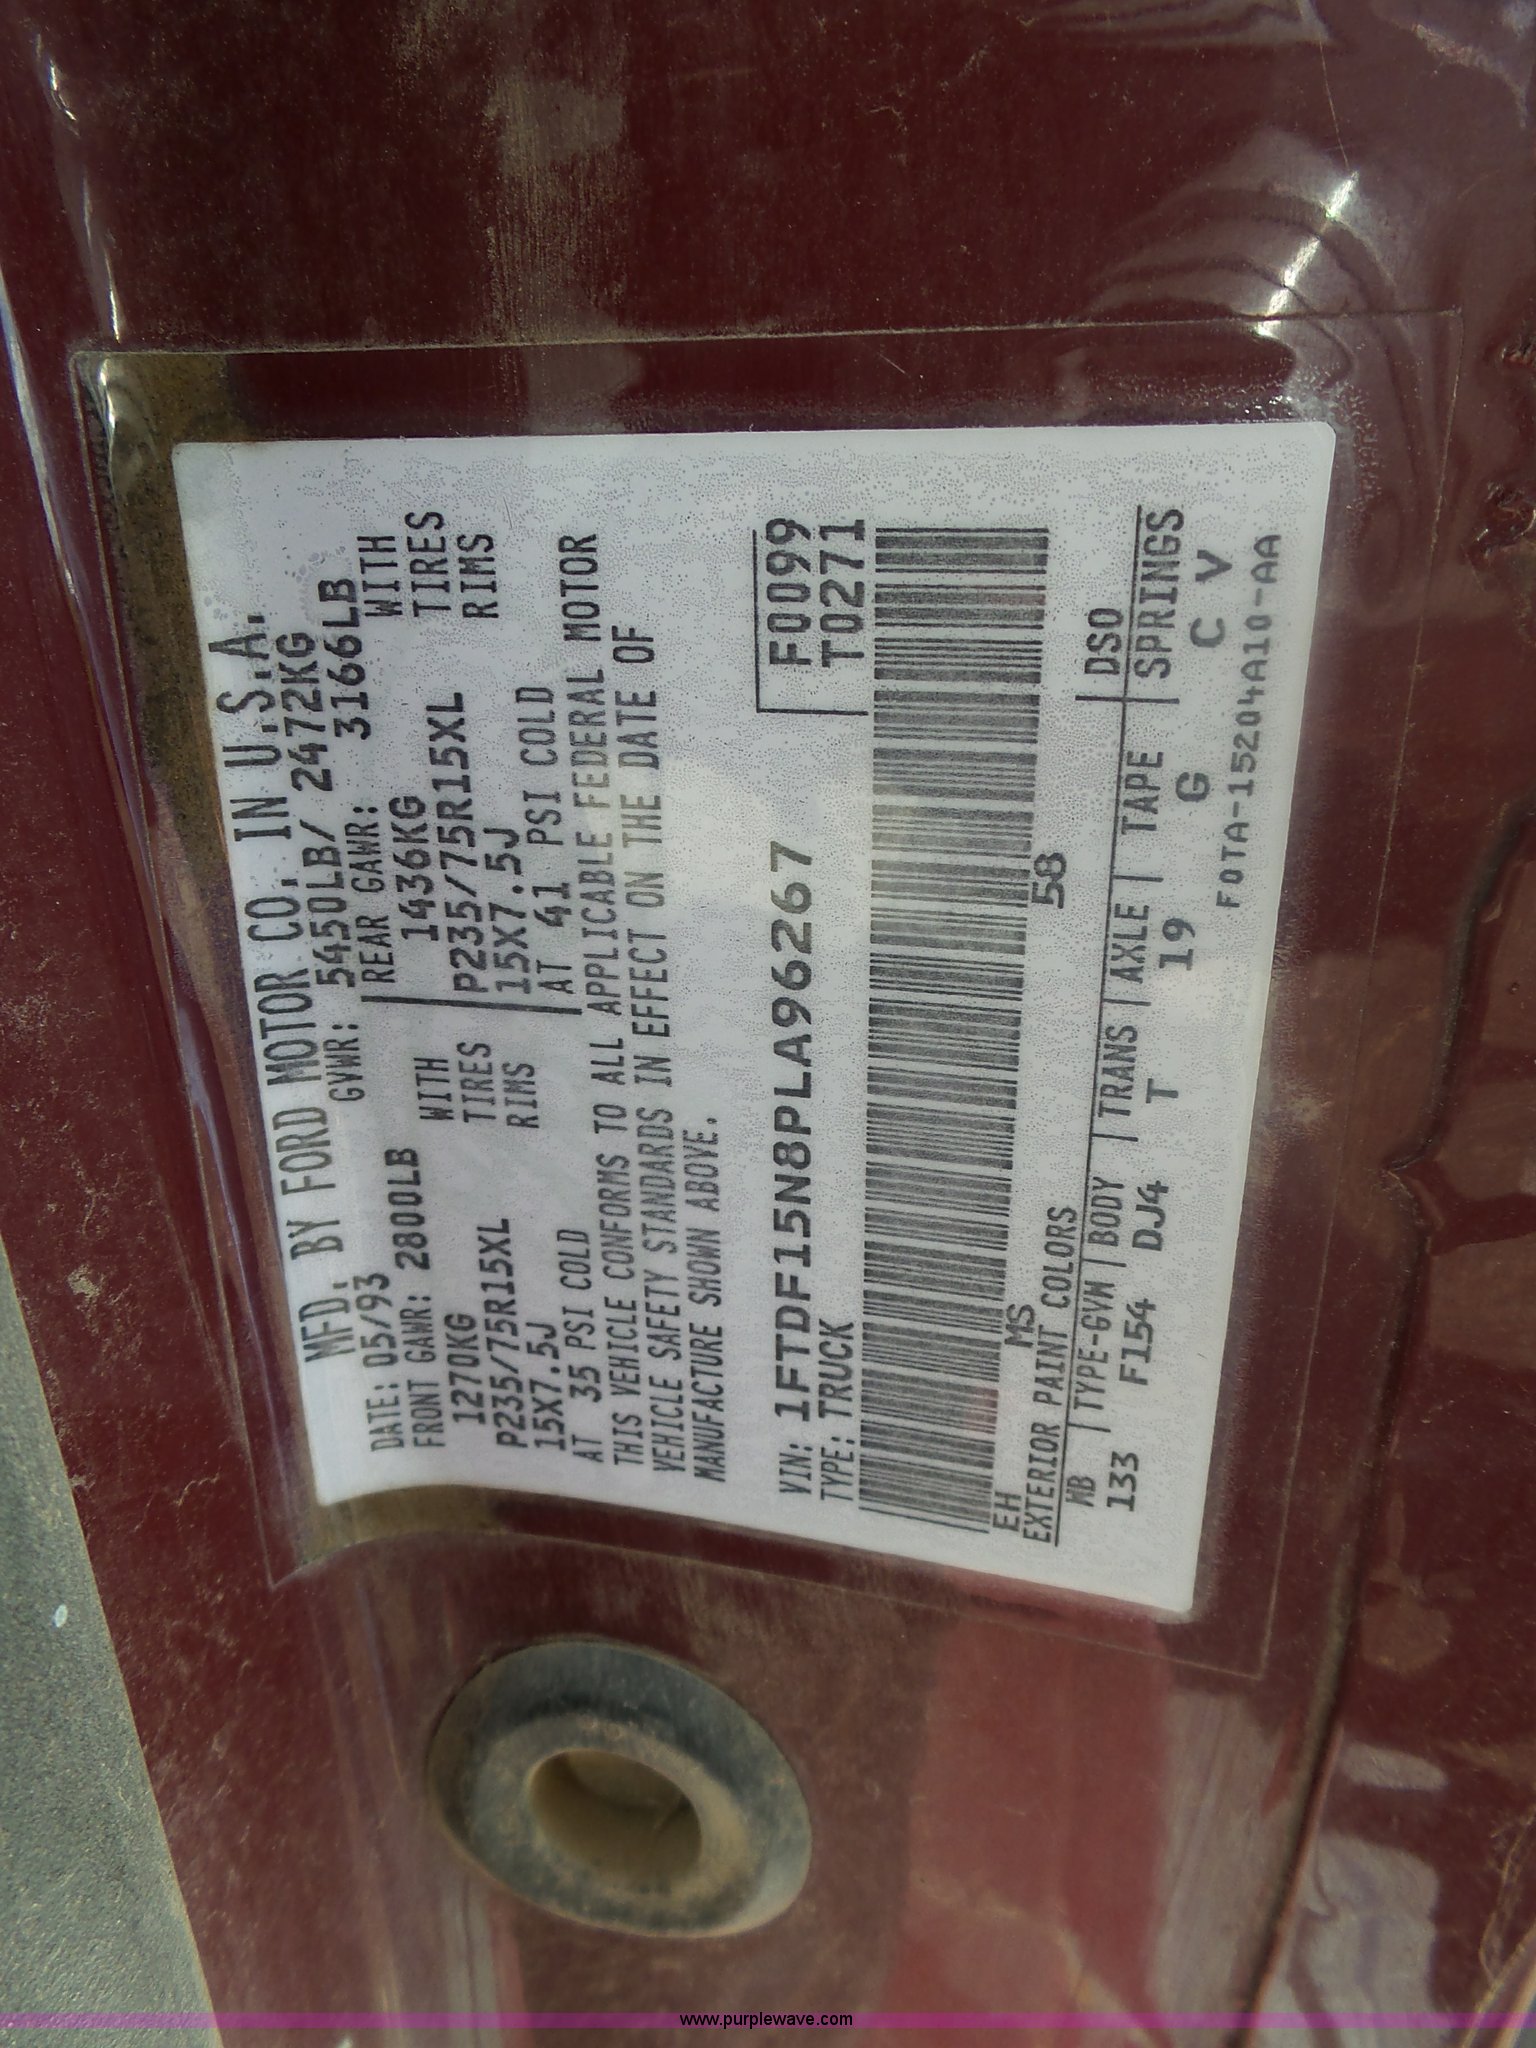 MFD. BY FORD MOTOR CO. IN U.S.A.
DATE: 05/93 GVWR: 5450LB/ 2472KG
FRONT GAWR: 2800LB REAR GAWR: 3166LB
1270KG WITH 1436KG WITH
P235/75R15XL TIRES P235/75R15XL TIRES
15X7.5J RIMS 15X7.5J RIMS
AT 35 PSI COLD AT 41 PSI COLD
THIS VEHICLE CONFORMS TO ALL APPLICABLE FEDERAL MOTOR
VEHICLE SAFETY STANDARDS IN EFFECT ON THE DATE OF
MANUFACTURE SHOWN ABOVE.
F0099
VIN: 1FTDF15N8PLA96267 T0271
TYPE: TRUCK
EH MS 58
EXTERIOR PAINT COLORS DSO
WB TYPE-GVW BODY TRANS AXLE TAPE SPRINGS
133 F154 DJ4 T 19 G C V
F0TA-15204A10-AA
www.purplewave.com